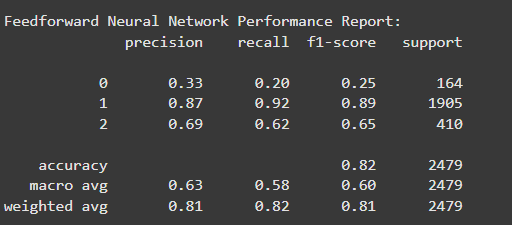 Feedforward Neural Network Performance Report:
precision recall f1-score support
0 0.33 0.20 0.25 164
1 0.87 0.92 0.89 1905
2 0.69 0.62 0.65 410
accuracy 0.82 2479
macro avg 0.63 0.58 0.60 2479
weighted avg 0.81 0.82 0.81 2479